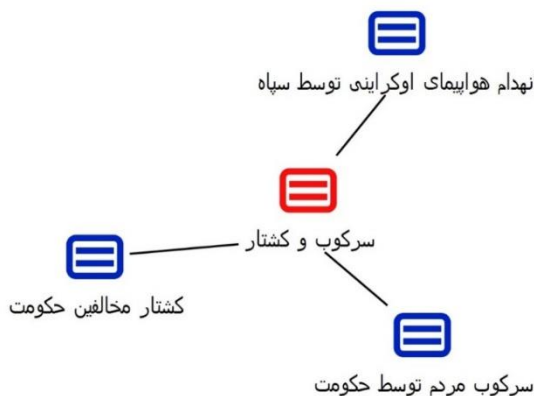 نهدام هواپیمای اوکراینی توسط سپاه
سرکوب و کشتار
کشتار مخالفین حکومت
سرکوب مردم توسط حکومت